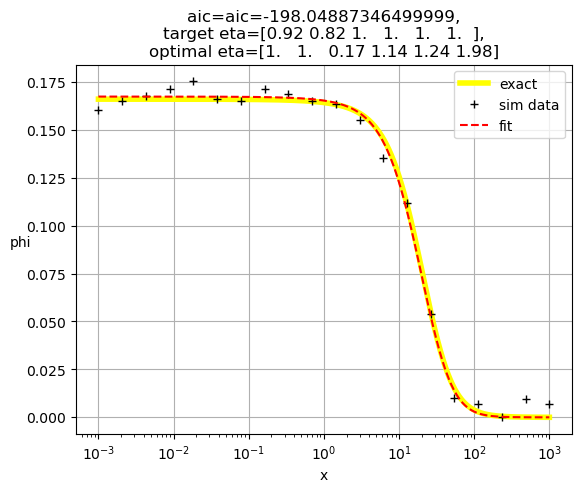 aic=aic=-198.04887346499999,
target eta=[0.92 0.82 1.   1.   1.   1.  ],
optimal eta=[1.   1.   0.17 1.14 1.24 1.98]
exact
sim data
fit
0.175
0.150
0.125
0.100
0.075
0.050
0.025
0.000
phi
10⁻³
10⁻²
10⁻¹
10⁰
10¹
10²
10³
x